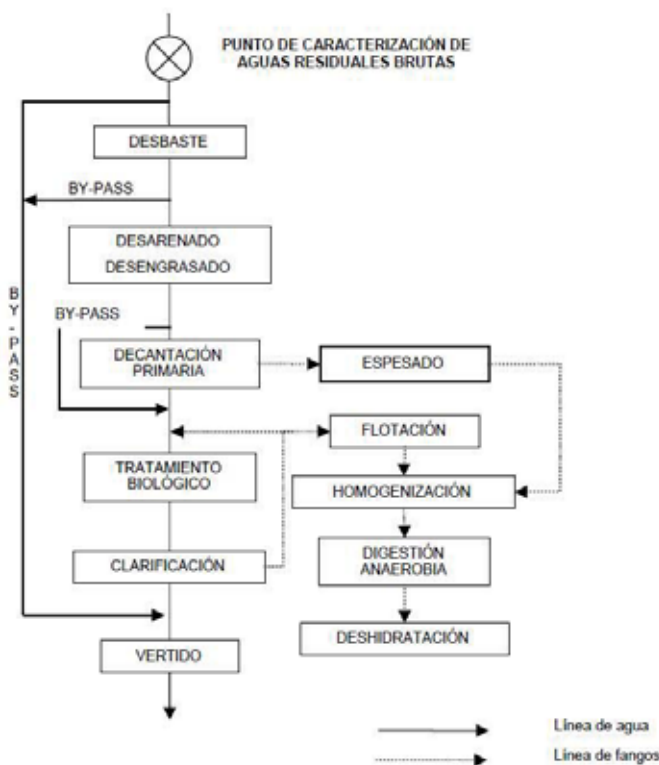 PUNTO DE CARACTERIZACIÓN DE
AGUAS RESIDUALES BRUTAS
DESBASTE
BY-PASS
DESARENADO
DESENGRASADO
BY-PASS
BY-PASS
DECANTACIÓN
PRIMARIA
ESPESADO
FLOTACIÓN
TRATAMIENTO
BIOLÓGICO
HOMOGENIZACIÓN
CLARIFICACIÓN
DIGESTIÓN
ANAEROBIA
DESHIDRATACIÓN
VERTIDO
Línea de agua
Línea de fangos